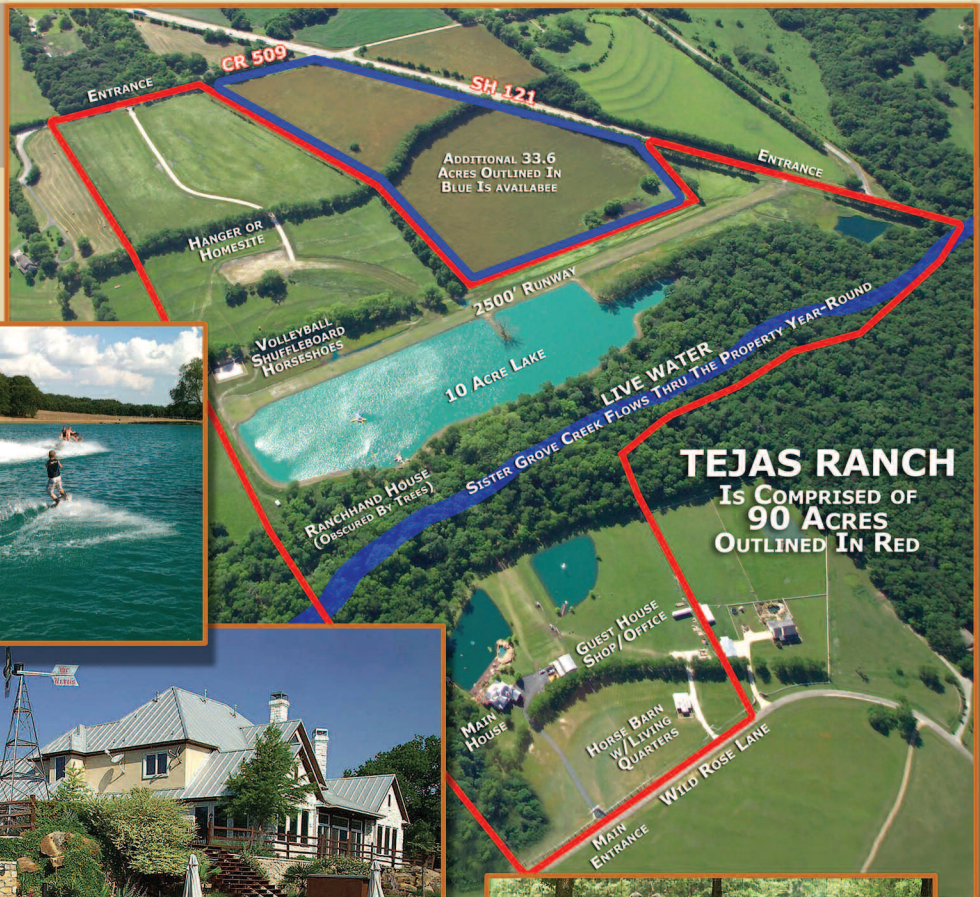 CR 509
Entrance
SH 121
Additional 33.6
Acres Outlined In
Blue Is availabee
Entrance
Hanger or
Homesite
2500' Runway
Volleyball
Shuffleboard
Horseshoes
10 Acre Lake
LIVE WATER
Sister Grove Creek Flows Thru The Property Year-Round
Ranchhand House
(Obscured By Trees)
TEJAS RANCH
Is Comprised of
90 Acres
Outlined In Red
Guest House
Shop/Office
Main
House
Horse Barn
w/Living
Quarters
Wild Rose Lane
Main
Entrance